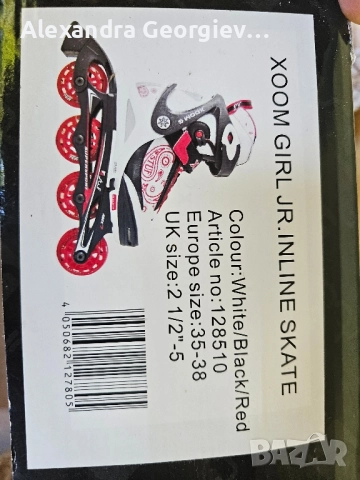 Alexandra Georgiev...
XOOM GIRL JR.INLINE SKATE
Colour:White/Black/Red
Article no:128510
Europe size:35-38
UK size:2 1/2"-5
4 050682 127805
BAZAR